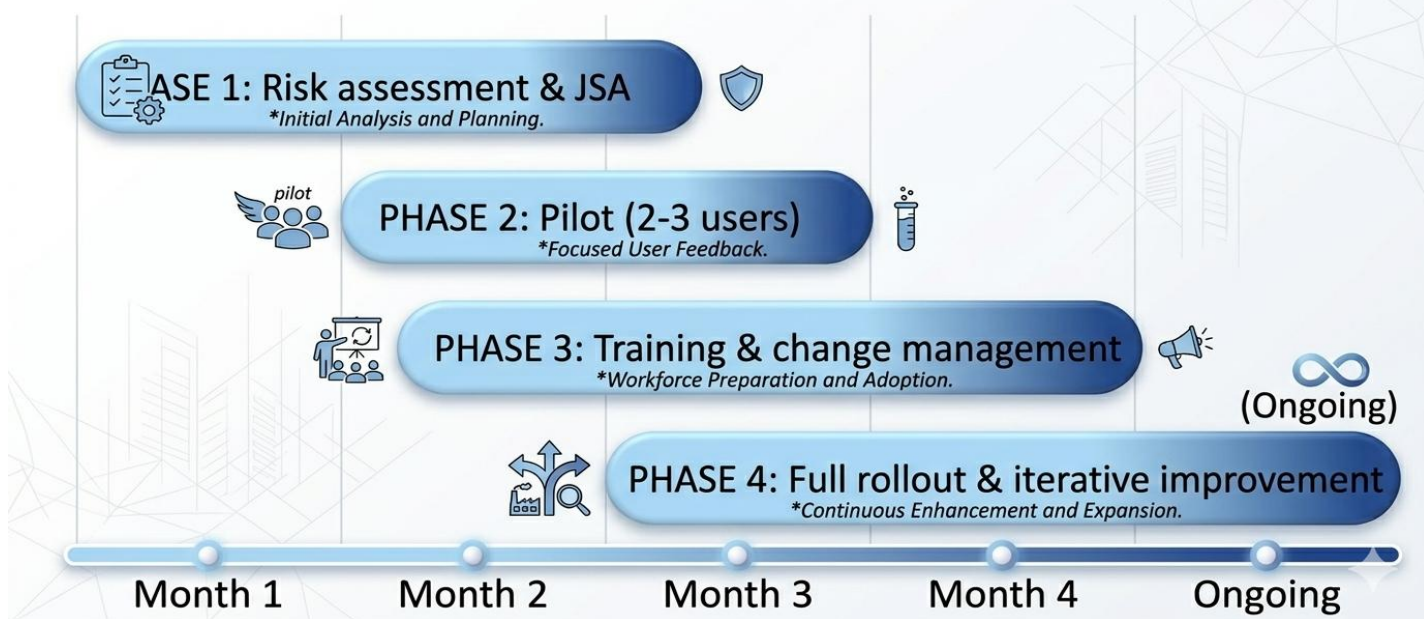 ASE 1: Risk assessment & JSA
*Initial Analysis and Planning.
pilot
PHASE 2: Pilot (2-3 users)
*Focused User Feedback.
PHASE 3: Training & change management
*Workforce Preparation and Adoption.
(Ongoing)
PHASE 4: Full rollout & iterative improvement
*Continuous Enhancement and Expansion.
Month 1 Month 2 Month 3 Month 4 Ongoing